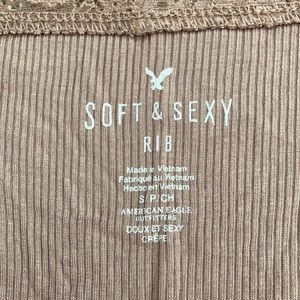 SOFT & SEXY
RIB
Made in Vietnam
Fabriqué au Vietnam
Hecho en Vietnam
S/P/CH
AMERICAN EAGLE
OUTFITTERS
DOUX ET SEXY
CRÊPE